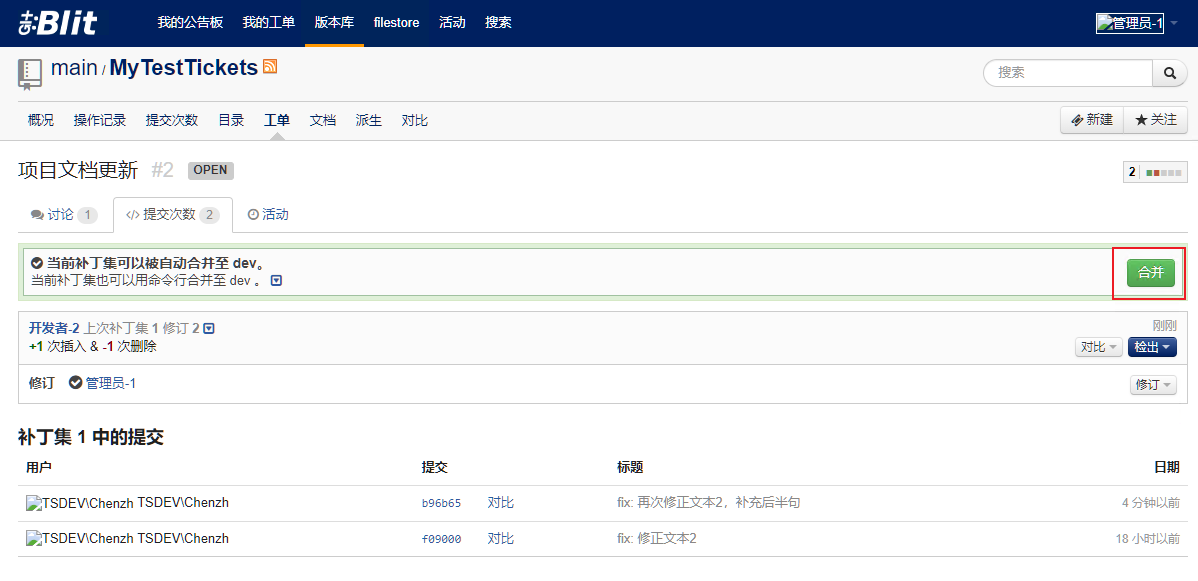 Blit 我的公告板 我的工单 版本库 filestore 活动 搜索 管理员-1
main / MyTestTickets 搜索
概况 操作记录 提交次数 目录 工单 文档 派生 对比 新建 关注
项目文档更新 #2 OPEN 2
讨论 1 提交次数 2 活动
当前补丁集可以被自动合并至 dev。
当前补丁集也可以用命令行合并至 dev 。
合并
开发者-2 上次补丁集 1 修订 2 刚刚
+1 次插入 & -1 次删除 对比 检出
修订 管理员-1 修订
补丁集 1 中的提交
用户 提交 标题 日期
TSDEV\Chenzh TSDEV\Chenzh b96b65 对比 fix: 再次修正文本2，补充后半句 4 分钟以前
TSDEV\Chenzh TSDEV\Chenzh f09000 对比 fix: 修正文本2 18 小时以前